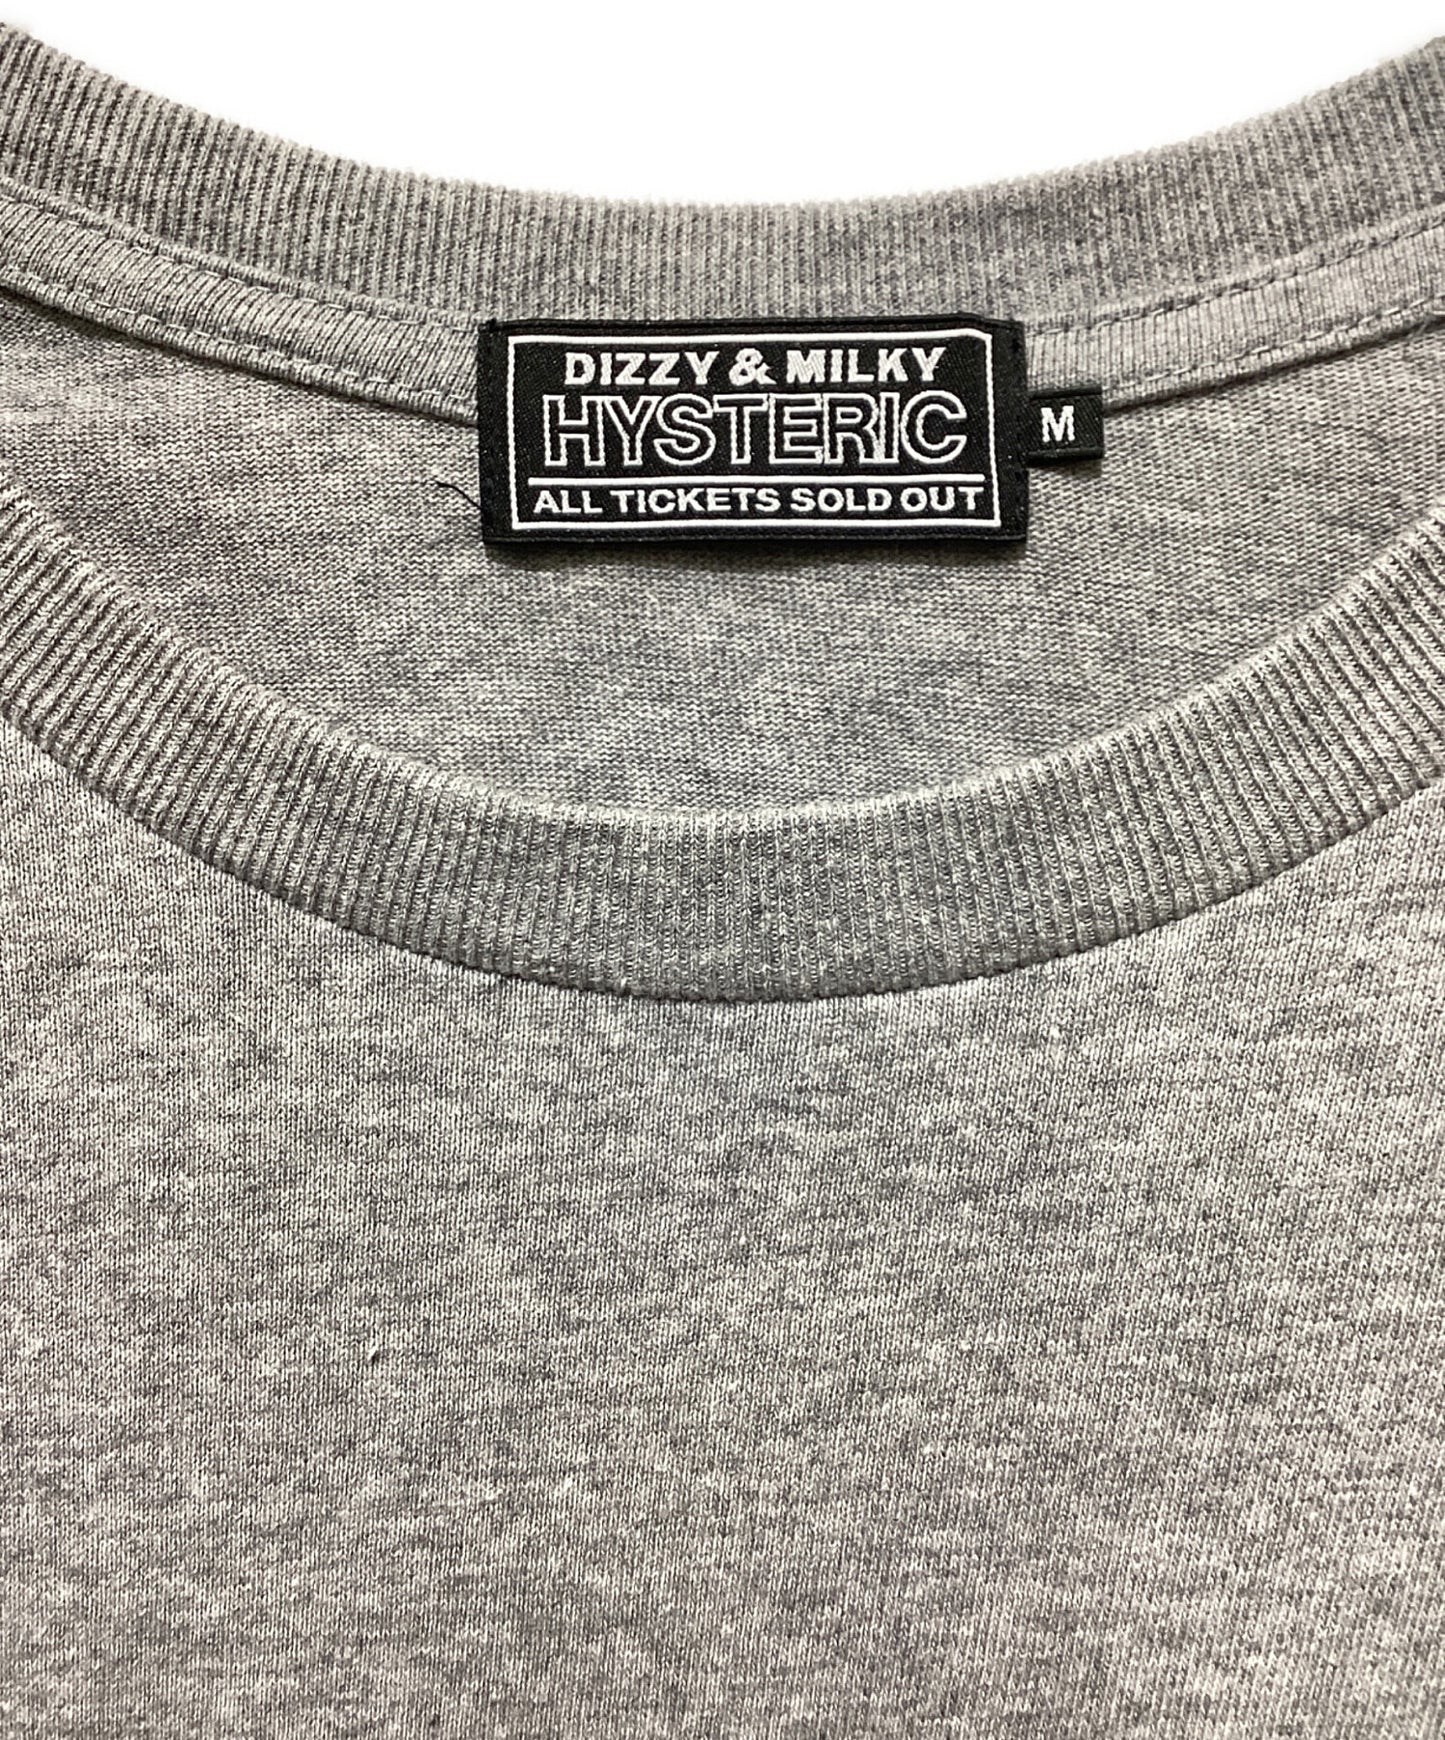 DIZZY & MILKY
HYSTERIC
ALL TICKETS SOLD OUT
M